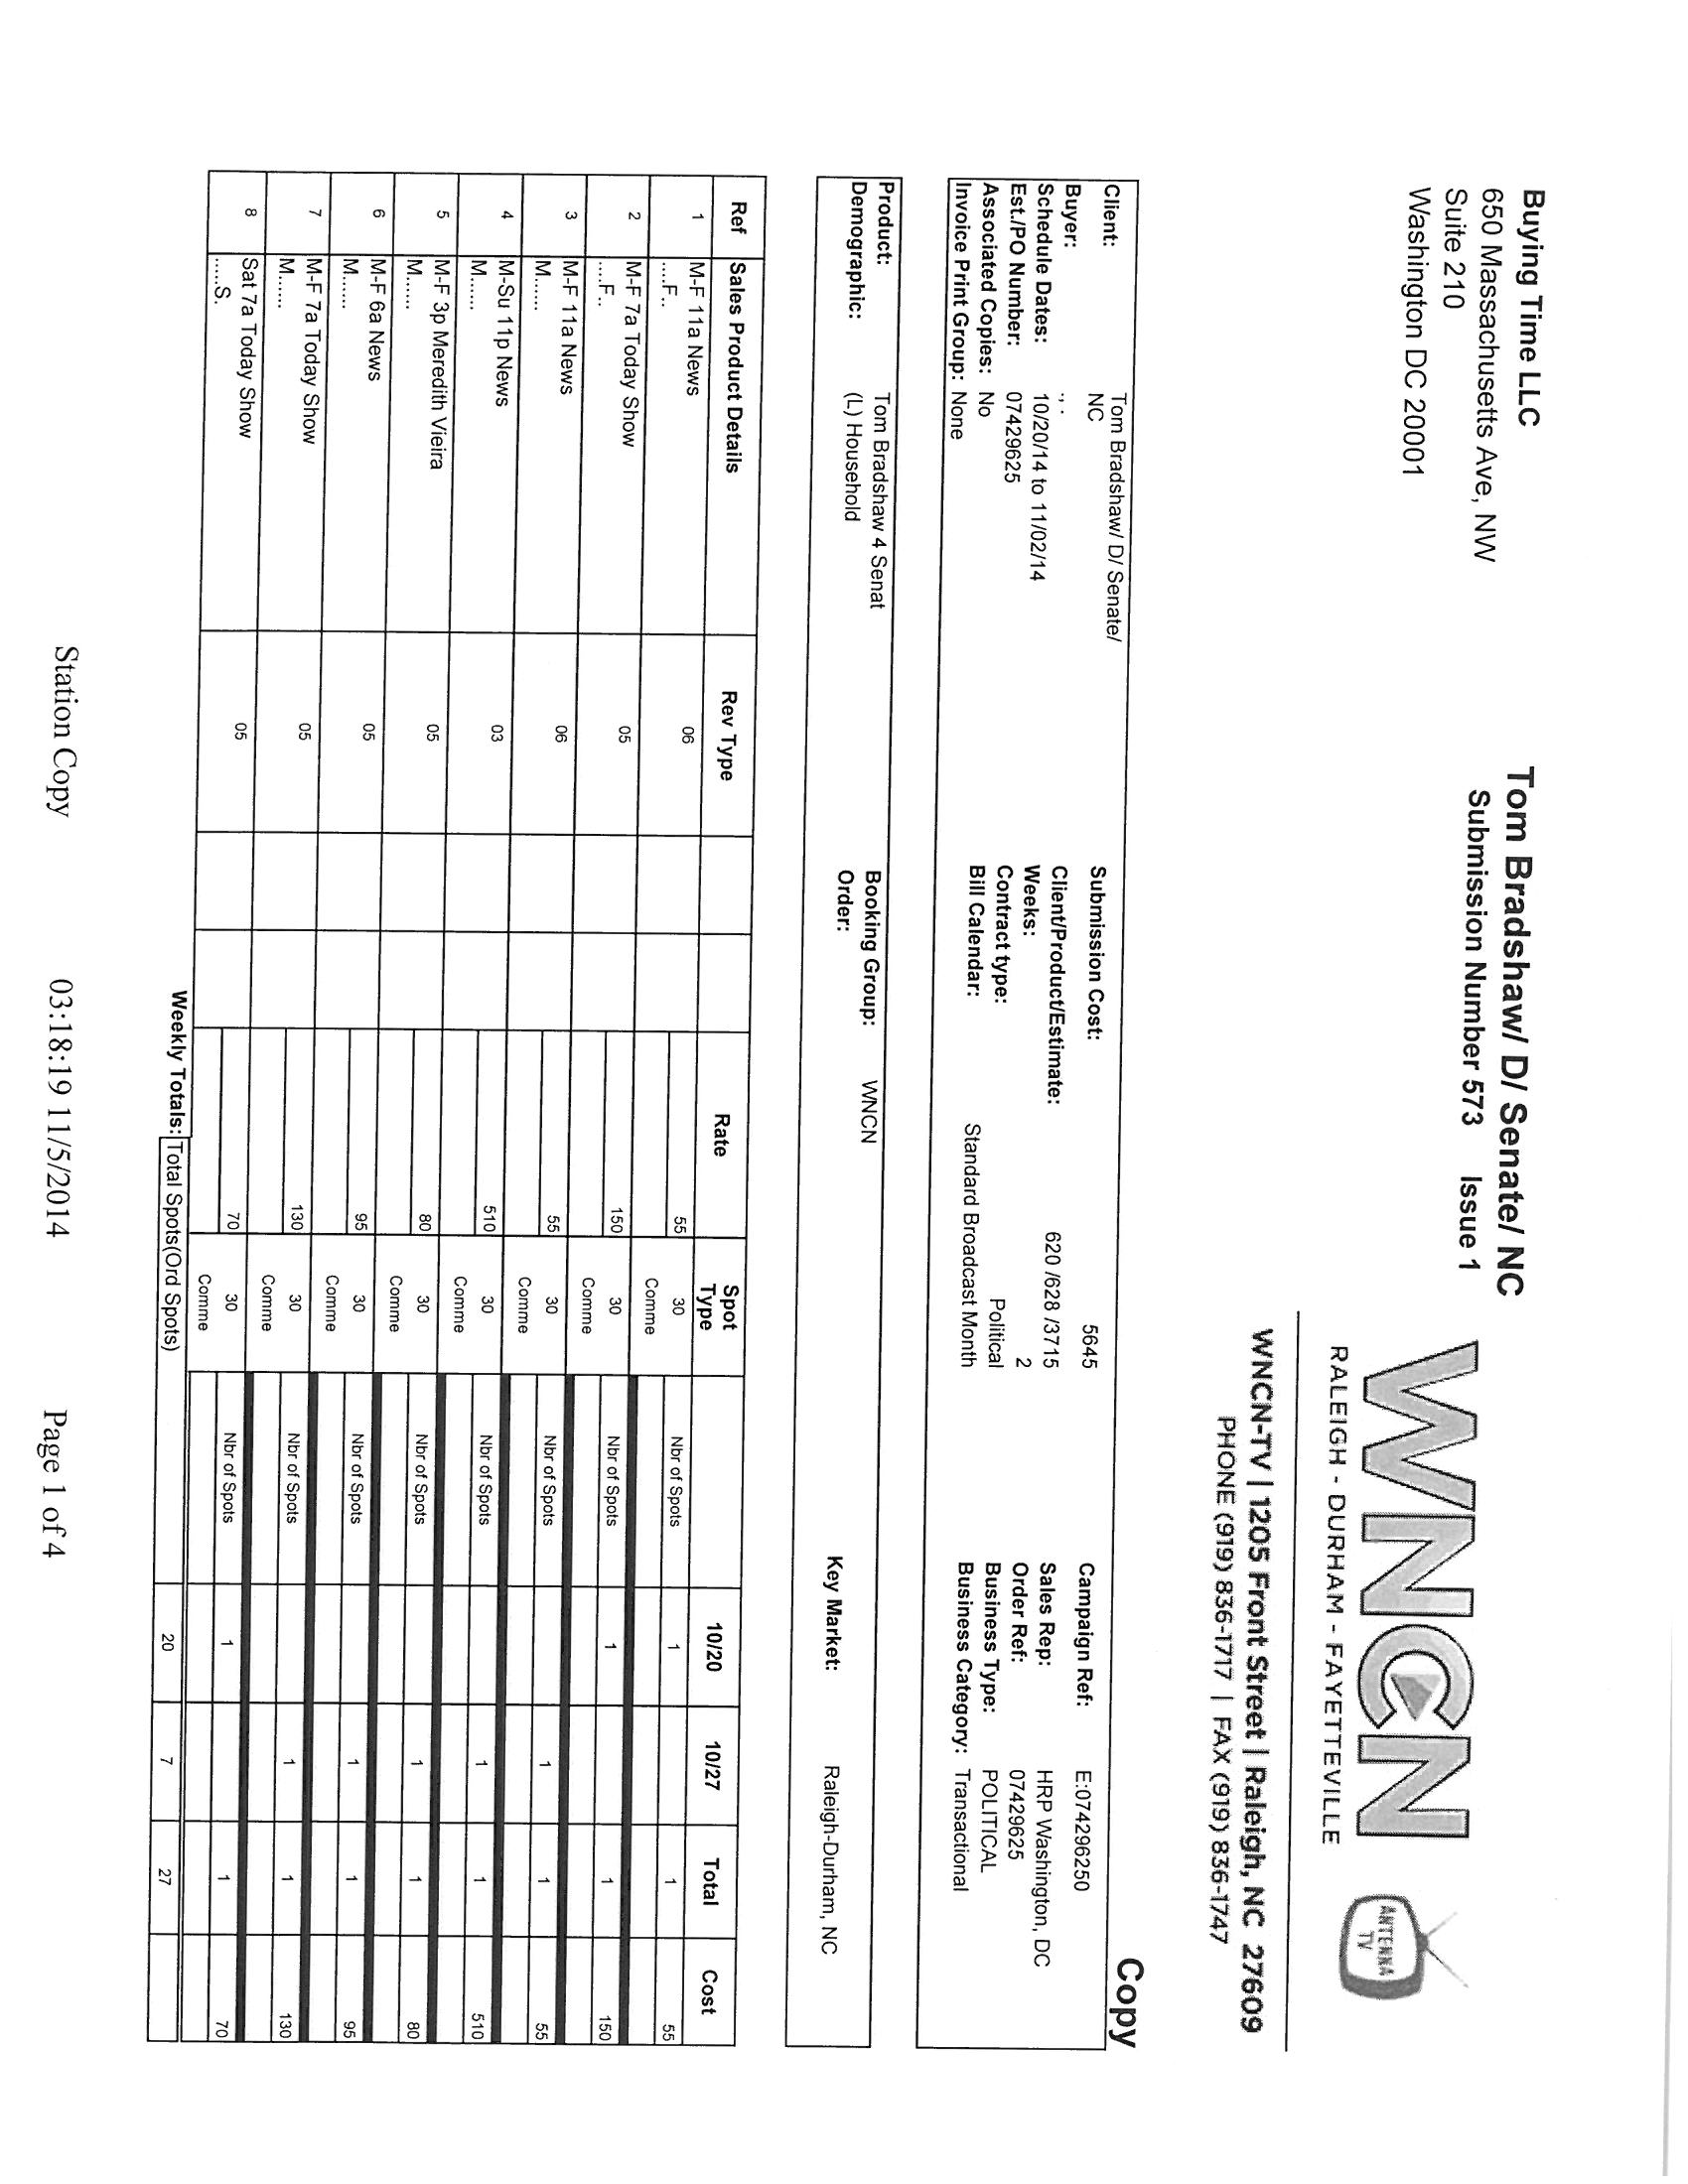 Buying Time LLC
650 Massachusetts Ave, NW
Suite 210
Washington DC 20001
Tom Bradshaw/ D/ Senate/ NC
Submission Number 573 Issue 1
WNCN
RALEIGH - DURHAM - FAYETTEVILLE
ANTENNA
TV
WNCN-TV | 1205 Front Street | Raleigh, NC 27609
PHONE (919) 836-1717 | FAX (919) 836-1747
Copy
Client: Tom Bradshaw/ D/ Senate/
NC
Buyer: ., .
Schedule Dates: 10/20/14 to 11/02/14
Est./PO Number: 07429625
Associated Copies: No
Invoice Print Group: None
Submission Cost: 5645
Client/Product/Estimate: 620 /628 /3715
Weeks: 2
Contract type: Political
Bill Calendar: Standard Broadcast Month
Campaign Ref: E:074296250
Sales Rep: HRP Washington, DC
Order Ref: 07429625
Business Type: POLITICAL
Business Category: Transactional
Product: Tom Bradshaw 4 Senat
Demographic: (L) Household
Booking Group: WNCN
Order:
Key Market: Raleigh-Durham, NC
Ref Sales Product Details Rev Type Rate Spot Type 10/20 10/27 Total Cost
1 M-F 11a News 06 55 30 Nbr of Spots 1 1 55
.....F.. Comme
2 M-F 7a Today Show 05 150 30 Nbr of Spots 1 1 150
.....F.. Comme
3 M-F 11a News 06 55 30 Nbr of Spots 1 1 55
M...... Comme
4 M-Su 11p News 03 510 30 Nbr of Spots 1 1 510
M...... Comme
5 M-F 3p Meredith Vieira 05 80 30 Nbr of Spots 1 1 80
M...... Comme
6 M-F 6a News 05 95 30 Nbr of Spots 1 1 95
M...... Comme
7 M-F 7a Today Show 05 130 30 Nbr of Spots 1 1 130
M...... Comme
8 Sat 7a Today Show 05 70 30 Nbr of Spots 1 1 70
.....S. Comme
Weekly Totals: Total Spots(Ord Spots) 20 7 27
Station Copy 03:18:19 11/5/2014 Page 1 of 4